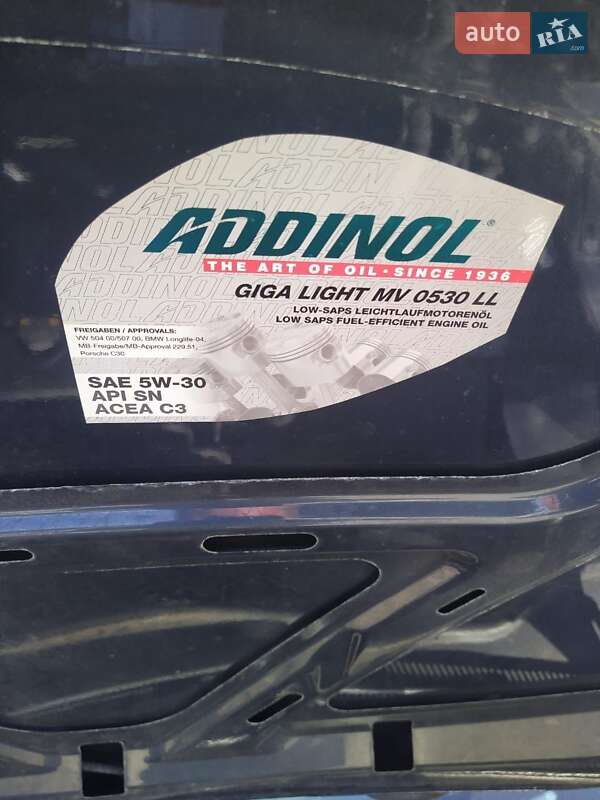 auto RIA .com
ADDINOL®
THE ART OF OIL · SINCE 1936
GIGA LIGHT MV 0530 LL
LOW-SAPS LEICHTLAUFMOTORENÖL
LOW SAPS FUEL-EFFICIENT ENGINE OIL
FREIGABEN / APPROVALS:
VW 504 00/507 00, BMW Longlife-04,
MB-Freigabe/MB-Approval 229.51,
Porsche C30
SAE 5W-30
API SN
ACEA C3